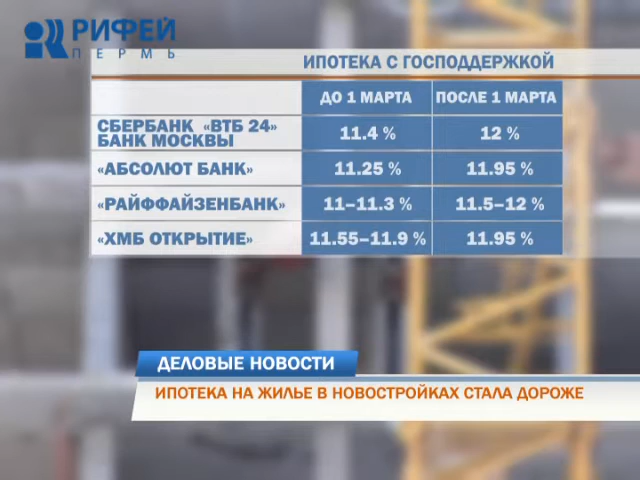 РИФЕЙ
ПЕРМЬ
ИПОТЕКА С ГОСПОДДЕРЖКОЙ
ДО 1 МАРТА ПОСЛЕ 1 МАРТА
СБЕРБАНК «ВТБ 24»
БАНК МОСКВЫ 11.4 % 12 %
«АБСОЛЮТ БАНК» 11.25 % 11.95 %
«РАЙФФАЙЗЕНБАНК» 11–11.3 % 11.5–12 %
«ХМБ ОТКРЫТИЕ» 11.55–11.9 % 11.95 %
ДЕЛОВЫЕ НОВОСТИ
ИПОТЕКА НА ЖИЛЬЕ В НОВОСТРОЙКАХ СТАЛА ДОРОЖЕ